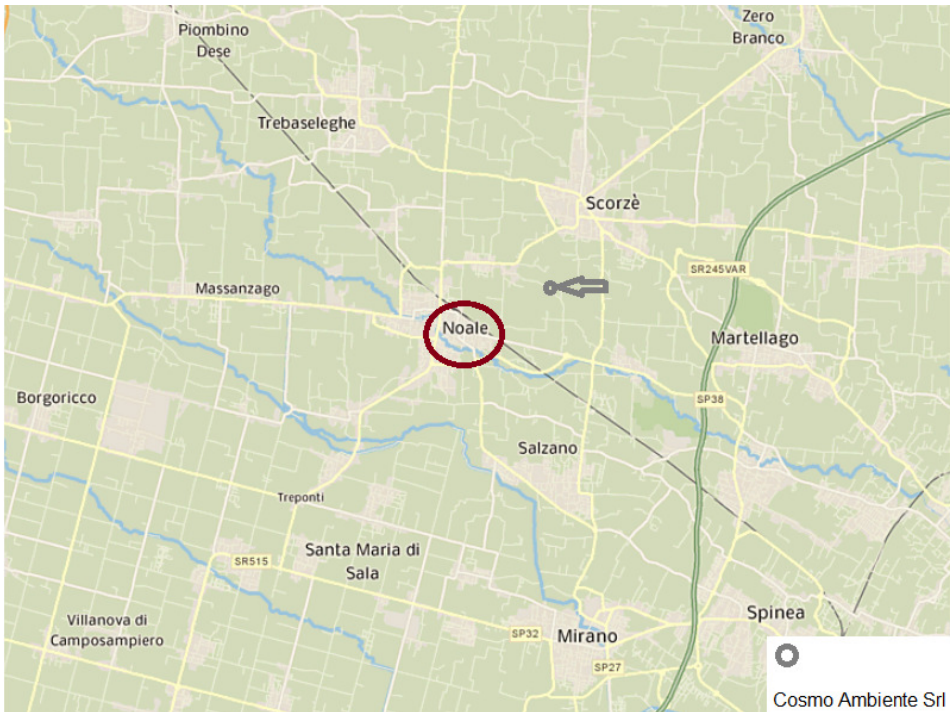 Piombino
Dese
Zero
Branco
Trebaseleghe
Scorzè
SR245VAR
Massanzago
Noale
Martellago
Borgoricco
SP38
Salzano
Treponti
Santa Maria di
Sala
SR515
Villanova di
Camposampiero
SP32
Mirano
Spinea
SP27
Cosmo Ambiente Srl